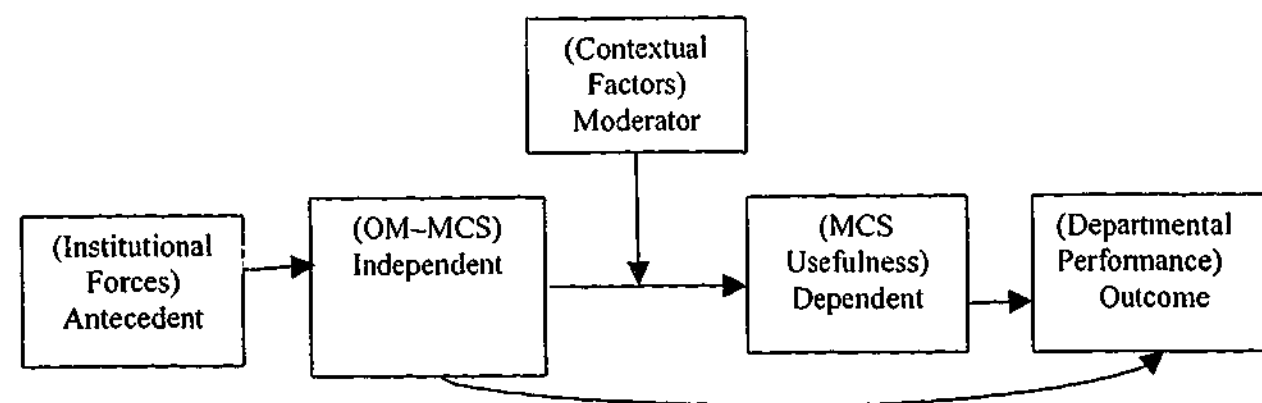 (Contextual
Factors)
Moderator
(Institutional
Forces)
Antecedent
(OM–MCS)
Independent
(MCS
Usefulness)
Dependent
(Departmental
Performance)
Outcome